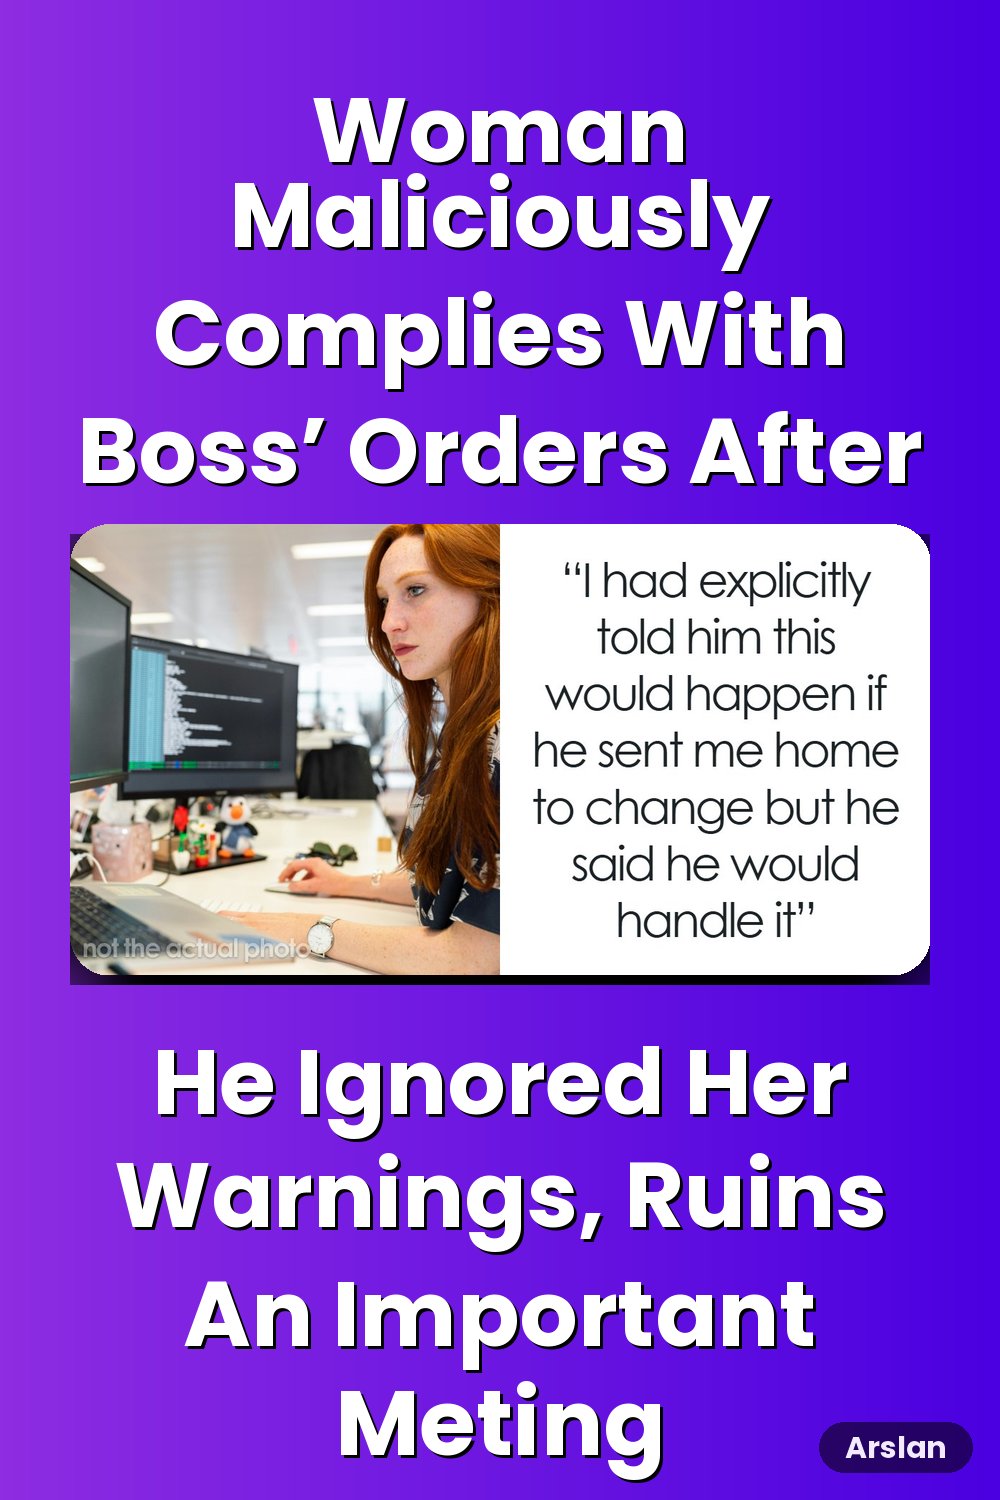 Woman
Maliciously
Complies With
Boss’ Orders After
“I had explicitly
told him this
would happen if
he sent me home
to change but he
said he would
handle it”
not the actual photo
He Ignored Her
Warnings, Ruins
An Important
Meting
Arslan